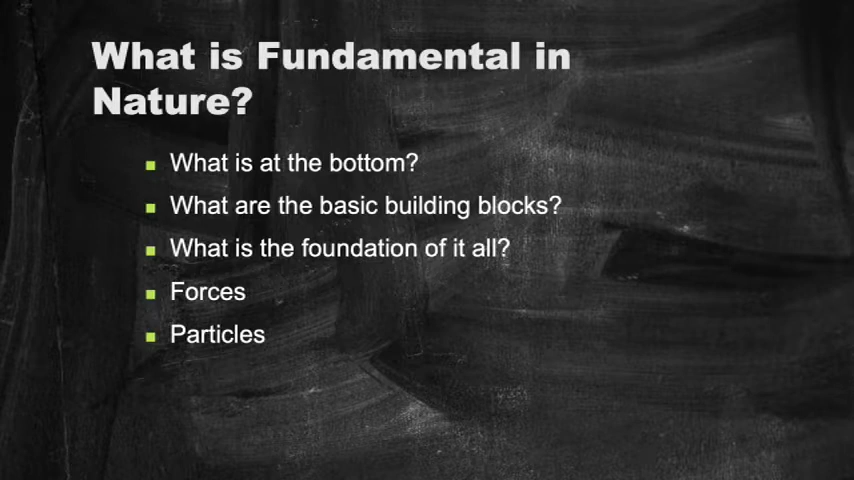 What is Fundamental in
Nature?
What is at the bottom?
What are the basic building blocks?
What is the foundation of it all?
Forces
Particles